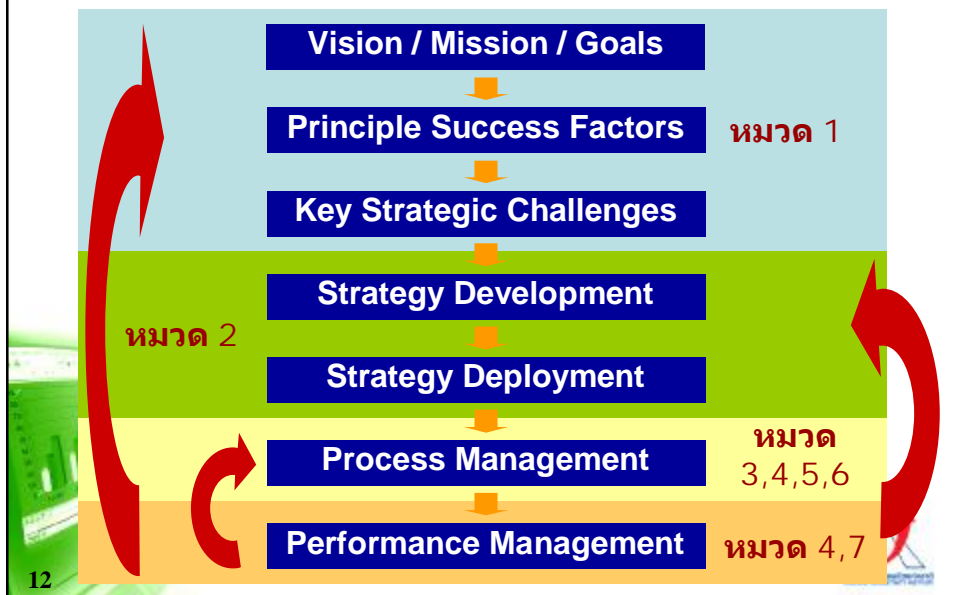 Vision / Mission / Goals
Principle Success Factors
หมวด 1
Key Strategic Challenges
Strategy Development
หมวด 2
Strategy Deployment
Process Management
หมวด
3,4,5,6
Performance Management
หมวด 4,7
12